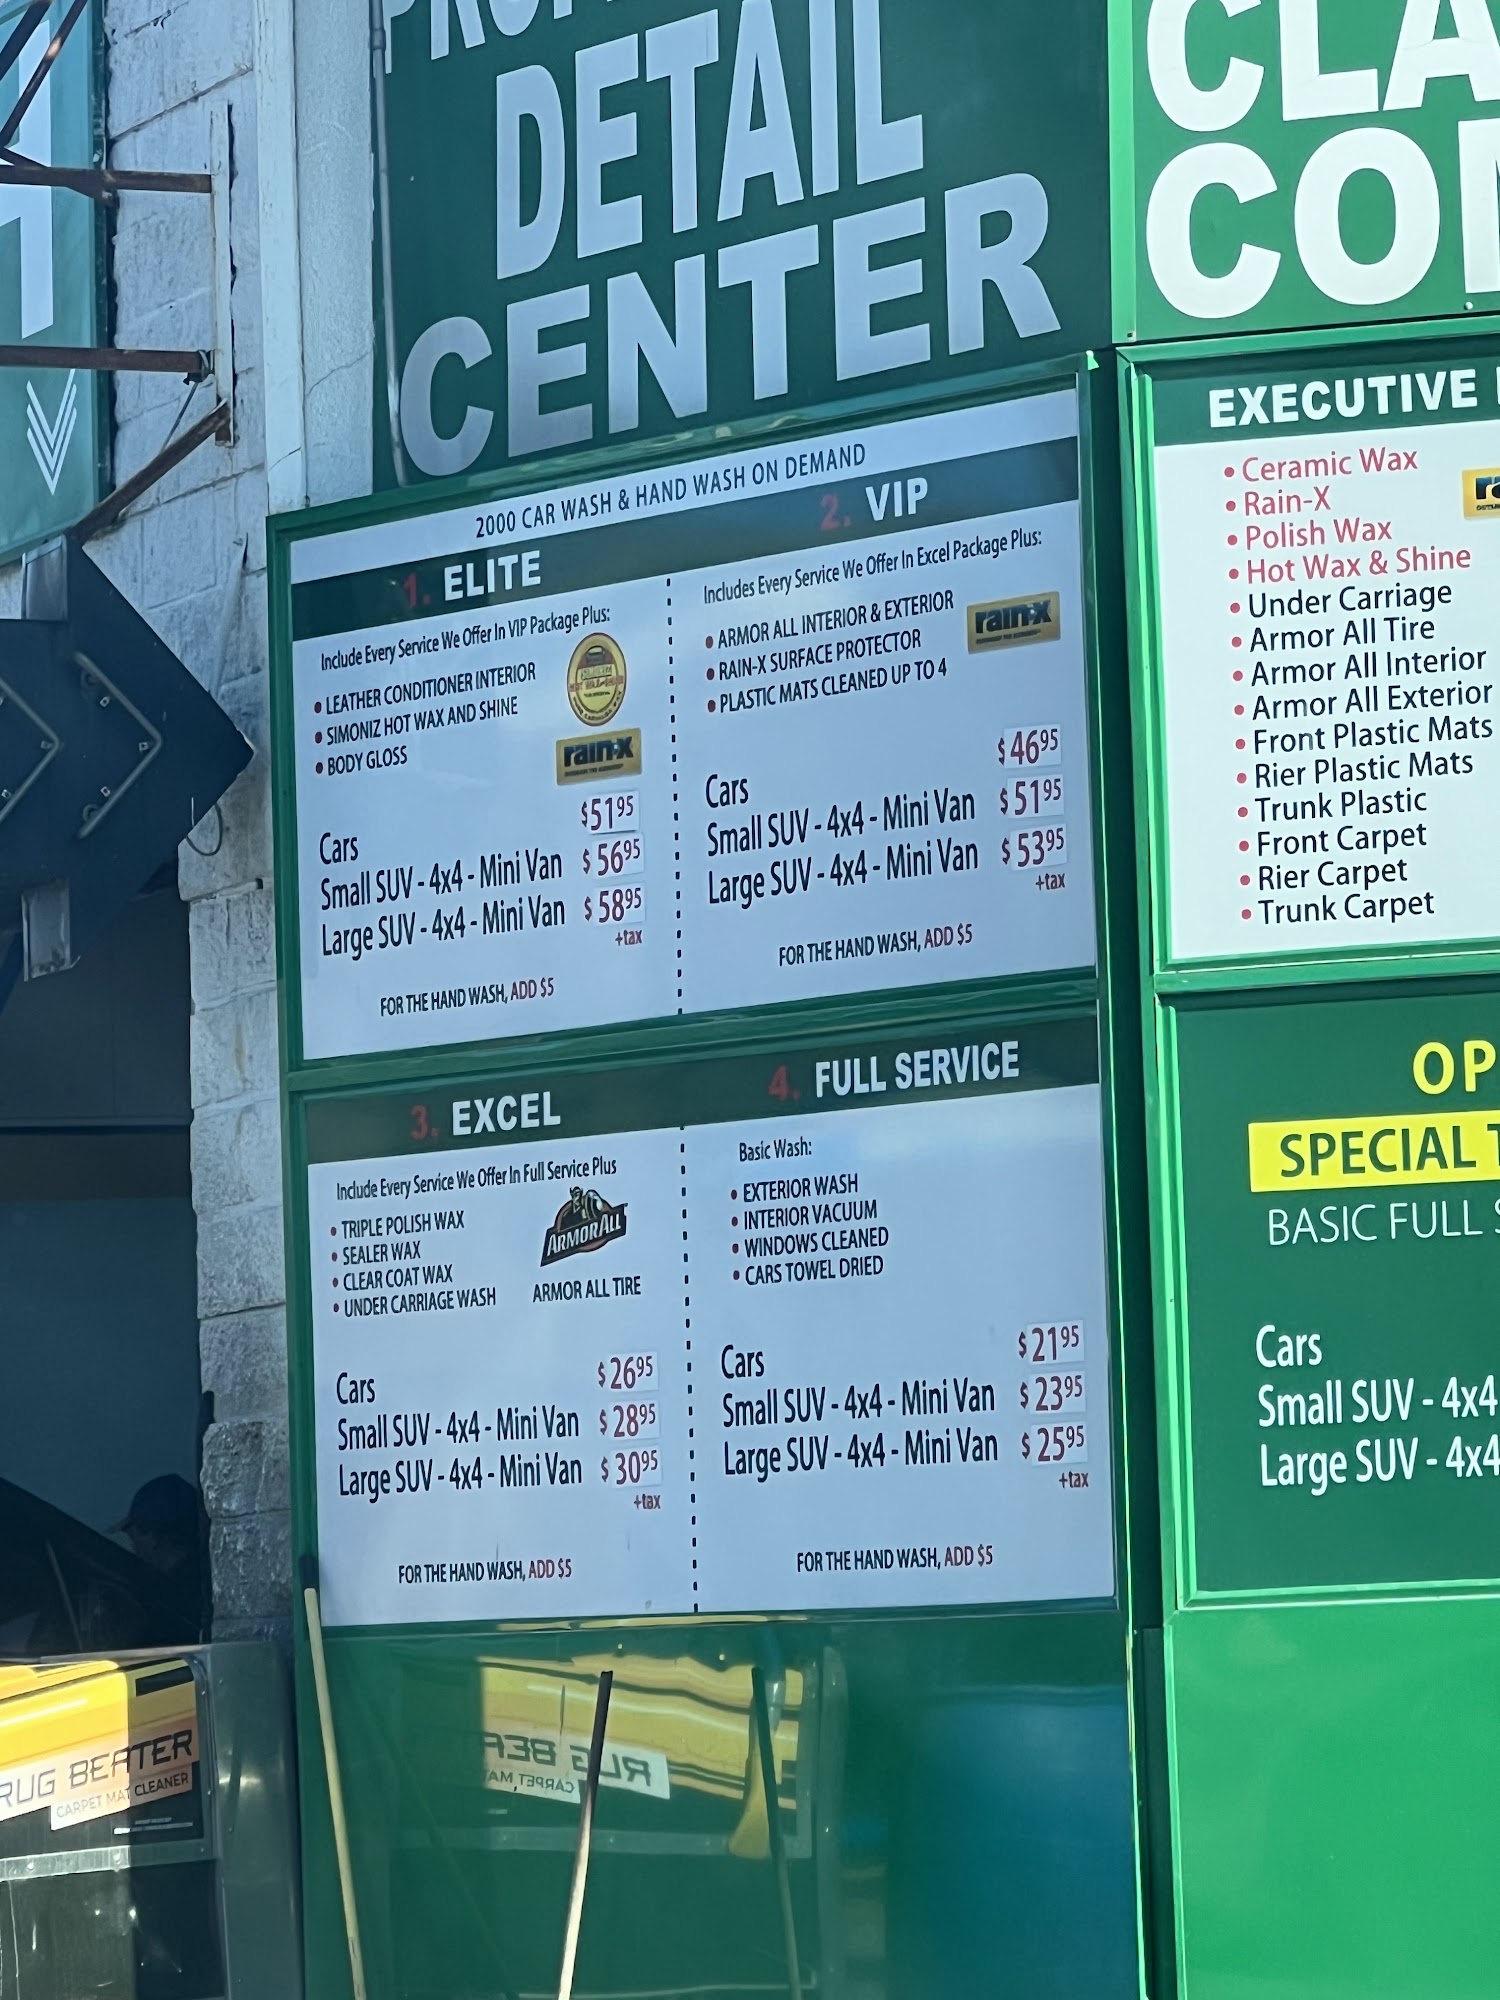 DETAIL
CENTER
2000 CAR WASH & HAND WASH ON DEMAND
1. ELITE
Include Every Service We Offer In VIP Package Plus:
• LEATHER CONDITIONER INTERIOR
• SIMONIZ HOT WAX AND SHINE
• BODY GLOSS
rain-x
Cars $51.95
Small SUV - 4x4 - Mini Van $56.95
Large SUV - 4x4 - Mini Van $58.95
+tax
FOR THE HAND WASH, ADD $5
2. VIP
Includes Every Service We Offer In Excel Package Plus:
• ARMOR ALL INTERIOR & EXTERIOR
• RAIN-X SURFACE PROTECTOR
• PLASTIC MATS CLEANED UP TO 4
rain-x
Cars $46.95
Small SUV - 4x4 - Mini Van $51.95
Large SUV - 4x4 - Mini Van $53.95
+tax
FOR THE HAND WASH, ADD $5
3. EXCEL
Include Every Service We Offer In Full Service Plus
• TRIPLE POLISH WAX
• SEALER WAX
• CLEAR COAT WAX
• UNDER CARRIAGE WASH
ARMOR ALL
ARMOR ALL TIRE
Cars $26.95
Small SUV - 4x4 - Mini Van $28.95
Large SUV - 4x4 - Mini Van $30.95
+tax
FOR THE HAND WASH, ADD $5
4. FULL SERVICE
Basic Wash:
• EXTERIOR WASH
• INTERIOR VACUUM
• WINDOWS CLEANED
• CARS TOWEL DRIED
Cars $21.95
Small SUV - 4x4 - Mini Van $23.95
Large SUV - 4x4 - Mini Van $25.95
+tax
FOR THE HAND WASH, ADD $5
CLA
CO
EXECUTIVE
• Ceramic Wax
• Rain-X
• Polish Wax
• Hot Wax & Shine
• Under Carriage
• Armor All Tire
• Armor All Interior
• Armor All Exterior
• Front Plastic Mats
• Rier Plastic Mats
• Trunk Plastic
• Front Carpet
• Rier Carpet
• Trunk Carpet
OP
SPECIAL
BASIC FULL
Cars
Small SUV - 4x4
Large SUV - 4x4
RUG BEATER
CARPET MAT CLEANER